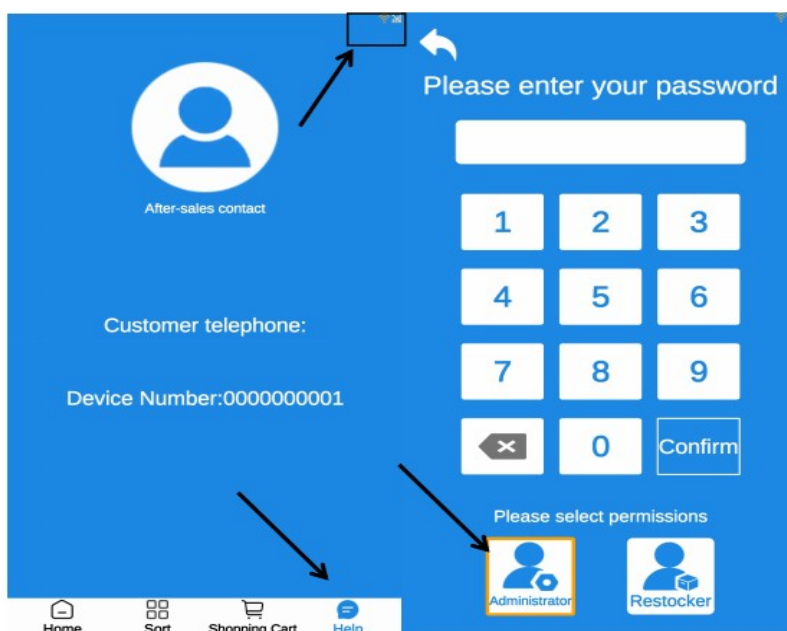 After-sales contact
Customer telephone:
Device Number:0000000001
Home
Sort
Shopping Cart
Help
Please enter your password
1 2 3
4 5 6
7 8 9
0 Confirm
Please select permissions
Administrator
Restocker